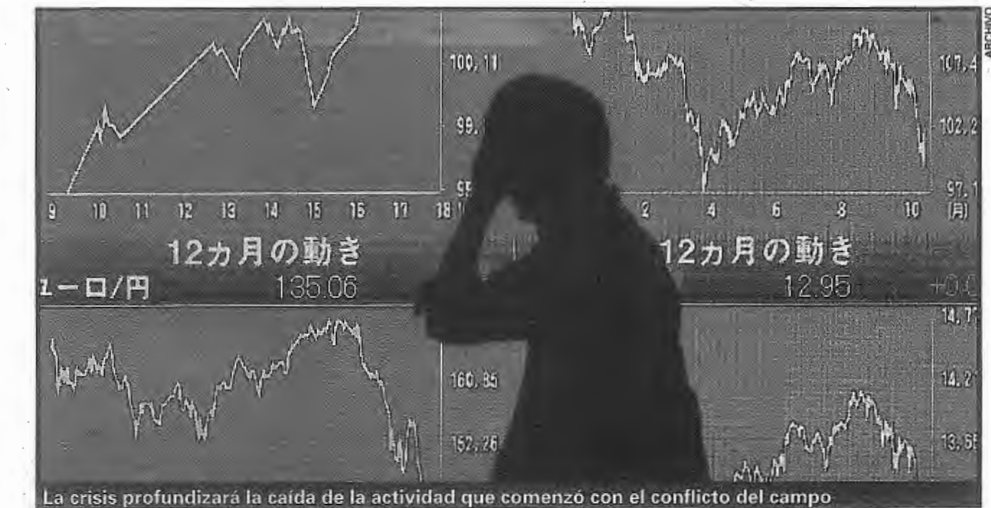 ARCHIVO
100,11
99,
95
9 10 11 12 13 14 15 16 17 18
107,4
102,2
97,1
2 4 6 8 10 [月]
12カ月の動き
12カ月の動き
ユーロ/円 135.06
12.95 +0.0
160,85
152,26
14,7
14,2
13,6
La crisis profundizará la caída de la actividad que comenzó con el conflicto del campo